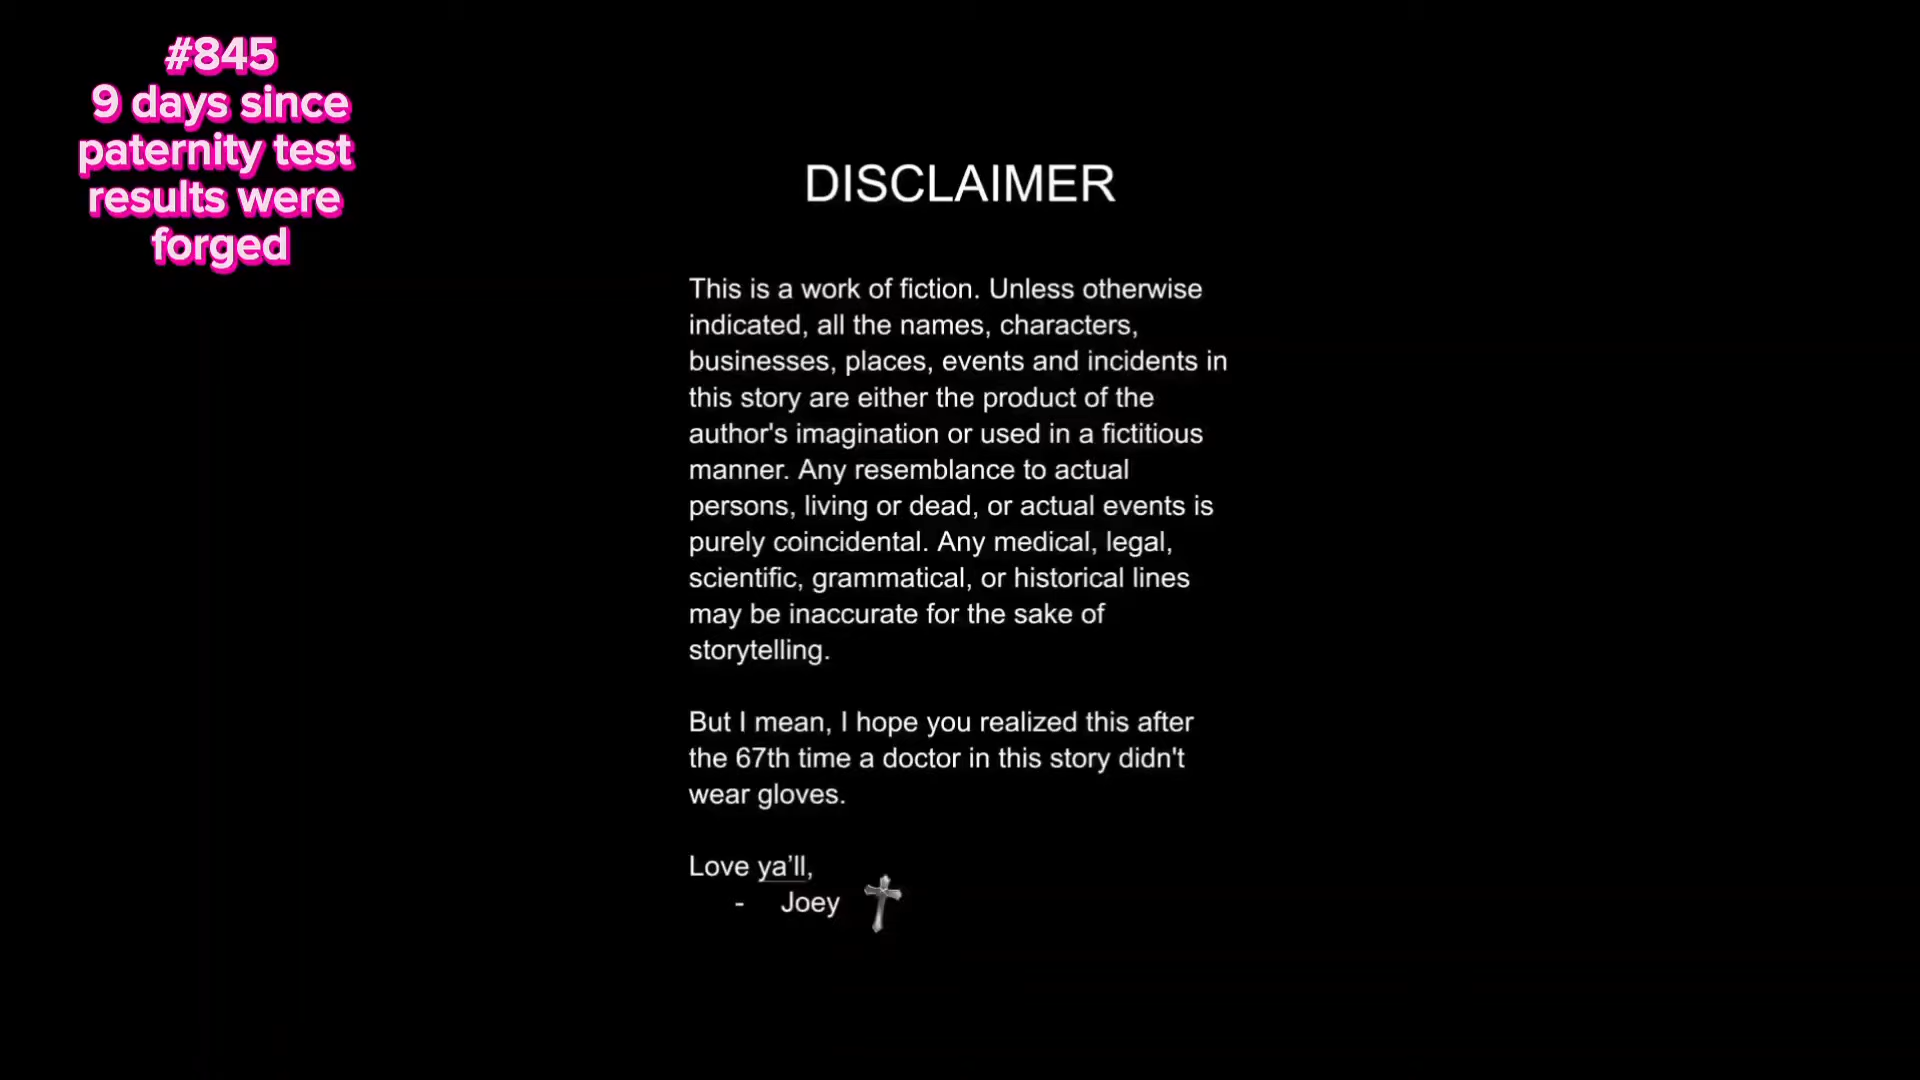 #845
9 days since
paternity test
results were
forged
DISCLAIMER
This is a work of fiction. Unless otherwise
indicated, all the names, characters,
businesses, places, events and incidents in
this story are either the product of the
author's imagination or used in a fictitious
manner. Any resemblance to actual
persons, living or dead, or actual events is
purely coincidental. Any medical, legal,
scientific, grammatical, or historical lines
may be inaccurate for the sake of
storytelling.
But I mean, I hope you realized this after
the 67th time a doctor in this story didn't
wear gloves.
Love ya’ll,
- Joey